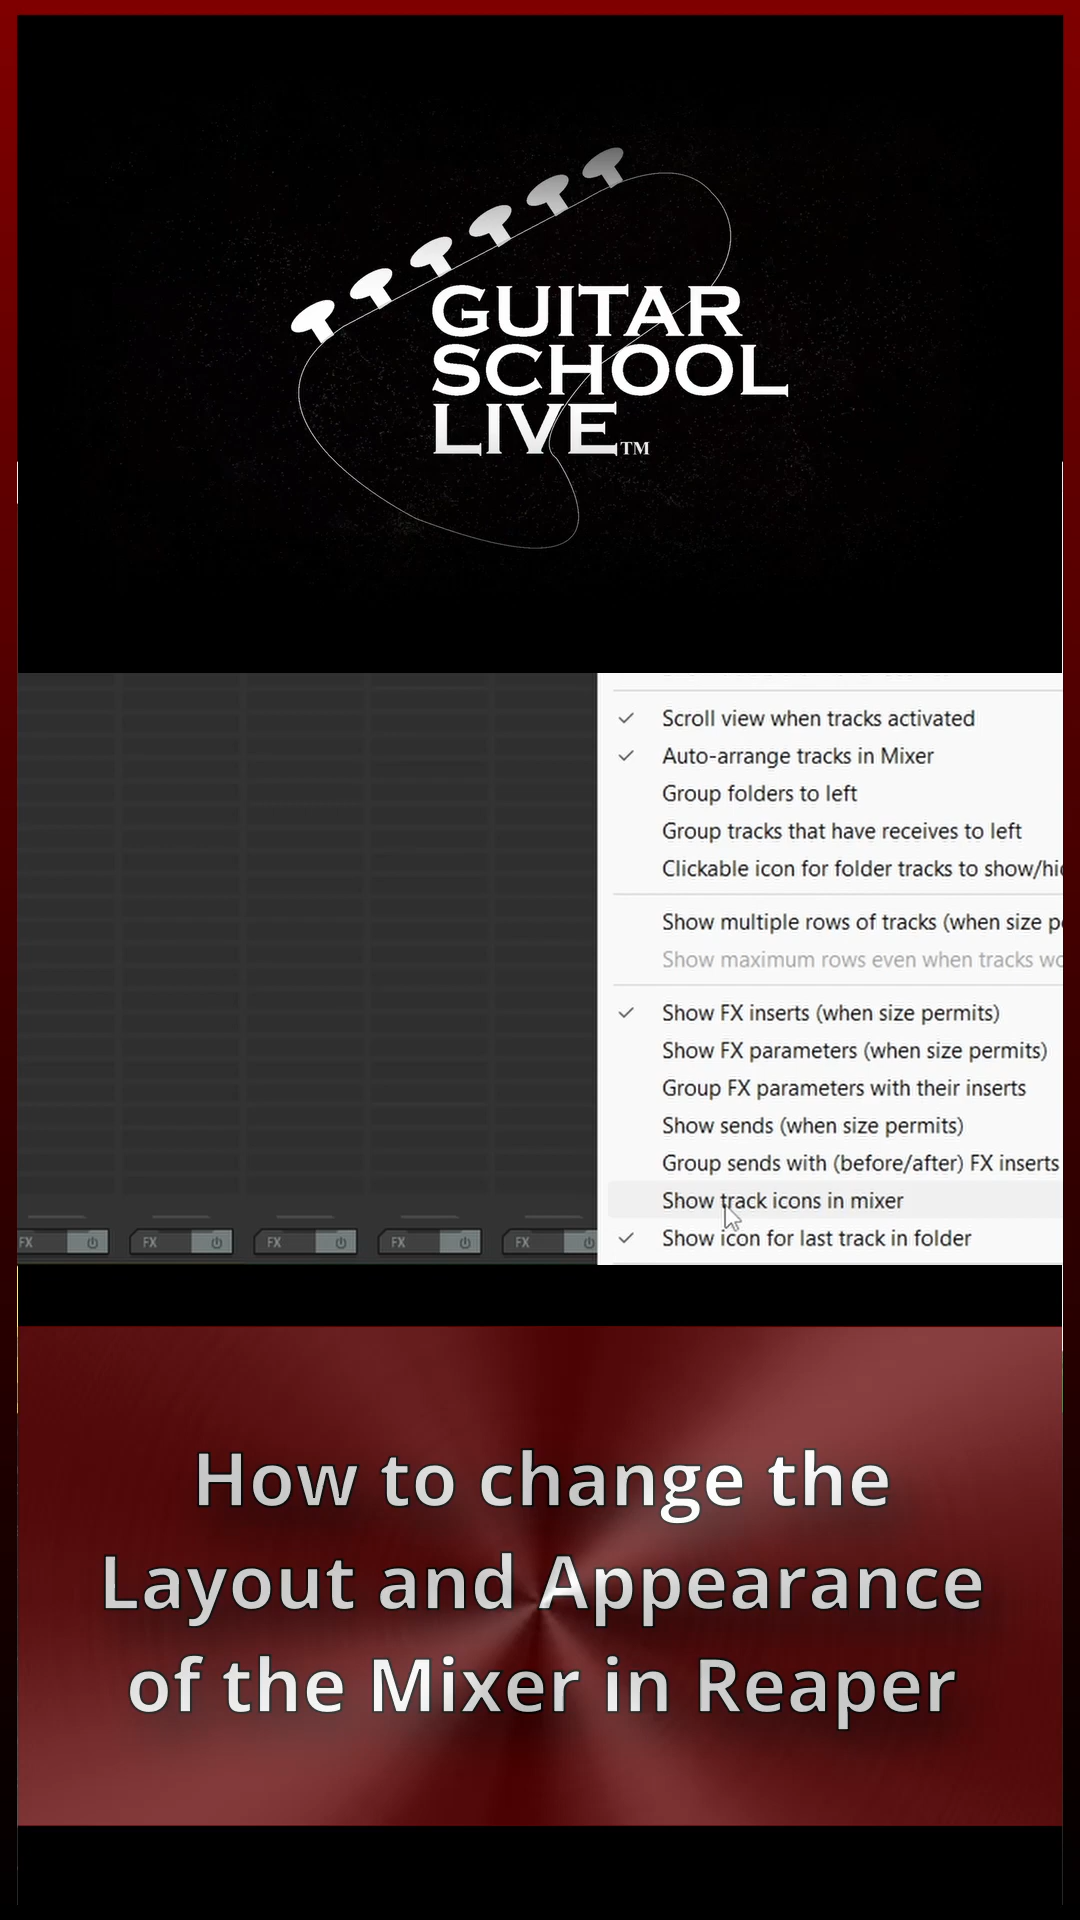 GUITAR
SCHOOL
LIVE™
Scroll view when tracks activated
Auto-arrange tracks in Mixer
Group folders to left
Group tracks that have receives to left
Clickable icon for folder tracks to show/hi
Show multiple rows of tracks (when size p
Show maximum rows even when tracks wo
Show FX inserts (when size permits)
Show FX parameters (when size permits)
Group FX parameters with their inserts
Show sends (when size permits)
Group sends with (before/after) FX inserts
Show track icons in mixer
Show icon for last track in folder
FX FX FX FX FX
How to change the
Layout and Appearance
of the Mixer in Reaper